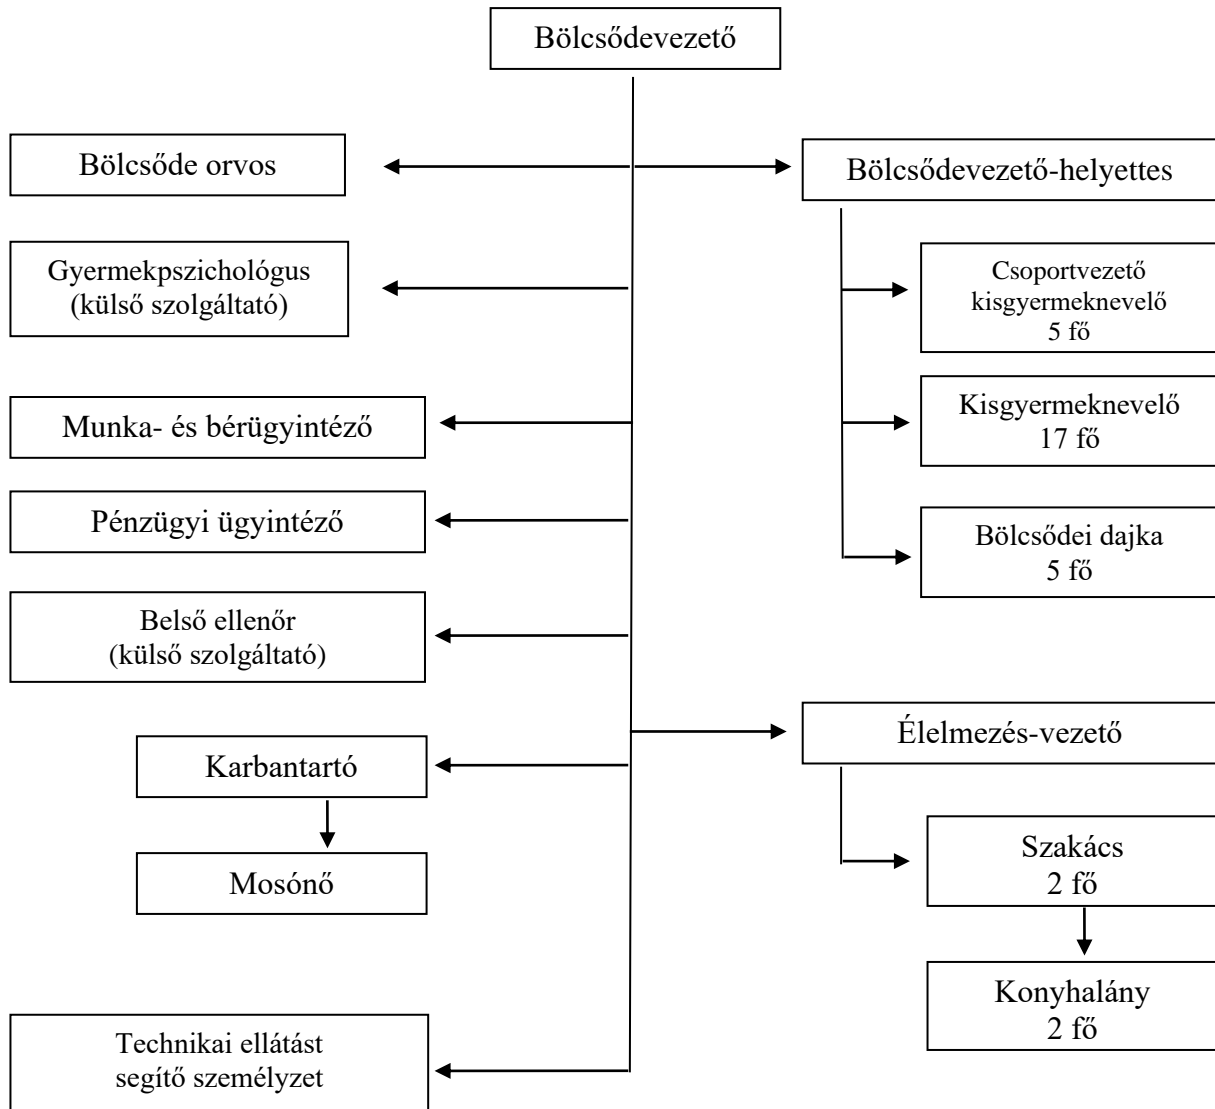 Bölcsődevezető
Bölcsőde orvos
Bölcsődevezető-helyettes
Gyermekpszichológus
(külső szolgáltató)
Csoportvezető
kisgyermeknevelő
5 fő
Munka- és bérügyintéző
Kisgyermeknevelő
17 fő
Pénzügyi ügyintéző
Bölcsődei dajka
5 fő
Belső ellenőr
(külső szolgáltató)
Élelmezés-vezető
Karbantartó
Mosónő
Szakács
2 fő
Konyhalány
2 fő
Technikai ellátást
segítő személyzet